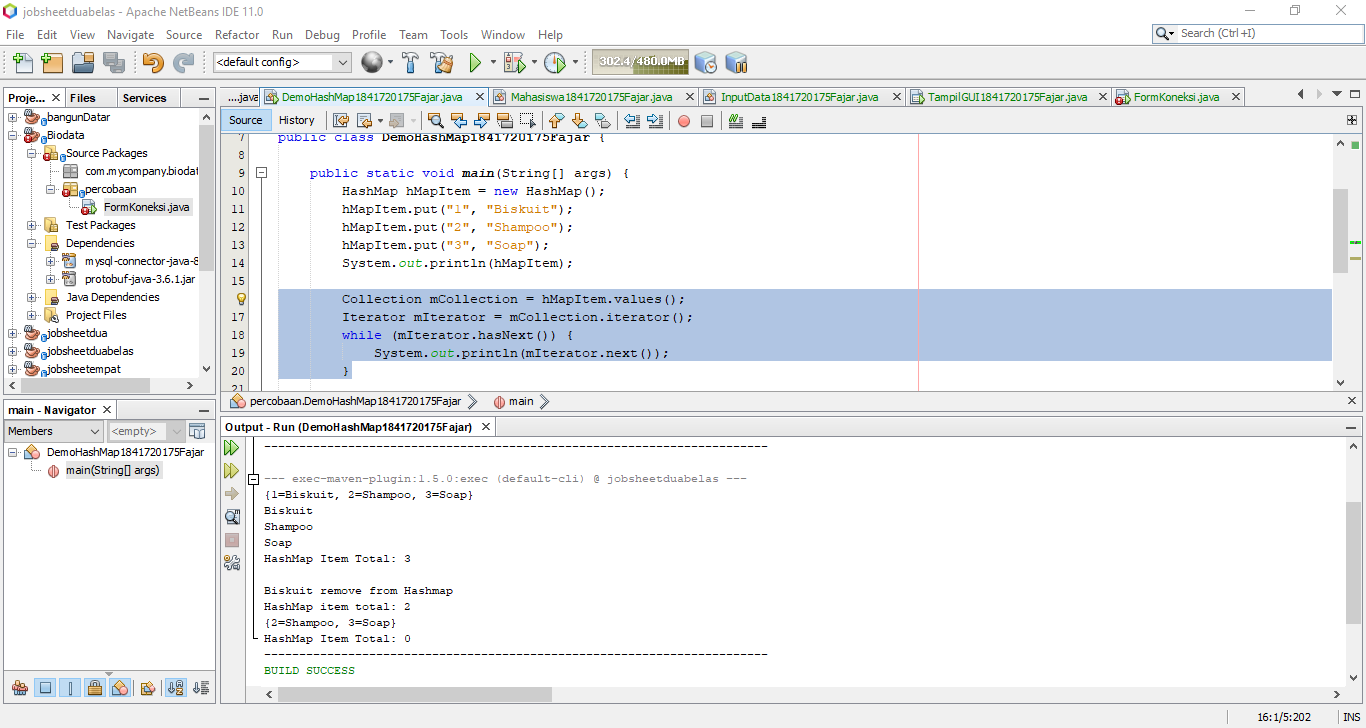 jobsheetduabelas - Apache NetBeans IDE 11.0
File Edit View Navigate Source Refactor Run Debug Profile Team Tools Window Help
Search (Ctrl+I)
<default config>
302.4/480.0MB
Proje... Files Services
bangunDatar
Biodata
Source Packages
com.mycompany.biodat
percobaan
FormKoneksi.java
Test Packages
Dependencies
mysql-connector-java-8
protobuf-java-3.6.1.jar
Java Dependencies
Project Files
jobsheetdua
jobsheetduabelas
jobsheetempat
....java DemoHashMap1841720175Fajar.java Mahasiswa1841720175Fajar.java InputData1841720175Fajar.java TampilGUI1841720175Fajar.java FormKoneksi.java
Source History
7 public class DemoHashMap1841720175Fajar {
8
9 public static void main(String[] args) {
10 HashMap hMapItem = new HashMap();
11 hMapItem.put("1", "Biskuit");
12 hMapItem.put("2", "Shampoo");
13 hMapItem.put("3", "Soap");
14 System.out.println(hMapItem);
15
Collection mCollection = hMapItem.values();
17 Iterator mIterator = mCollection.iterator();
18 while (mIterator.hasNext()) {
19 System.out.println(mIterator.next());
20 }
21
percobaan.DemoHashMap1841720175Fajar main
main - Navigator
Members <empty>
DemoHashMap1841720175Fajar
main(String[] args)
Output - Run (DemoHashMap1841720175Fajar)
------------------------------------------------------------------------
--- exec-maven-plugin:1.5.0:exec (default-cli) @ jobsheetduabelas ---
{1=Biskuit, 2=Shampoo, 3=Soap}
Biskuit
Shampoo
Soap
HashMap Item Total: 3
Biskuit remove from Hashmap
HashMap item total: 2
{2=Shampoo, 3=Soap}
HashMap Item Total: 0
------------------------------------------------------------------------
BUILD SUCCESS
16:1/5:202 INS